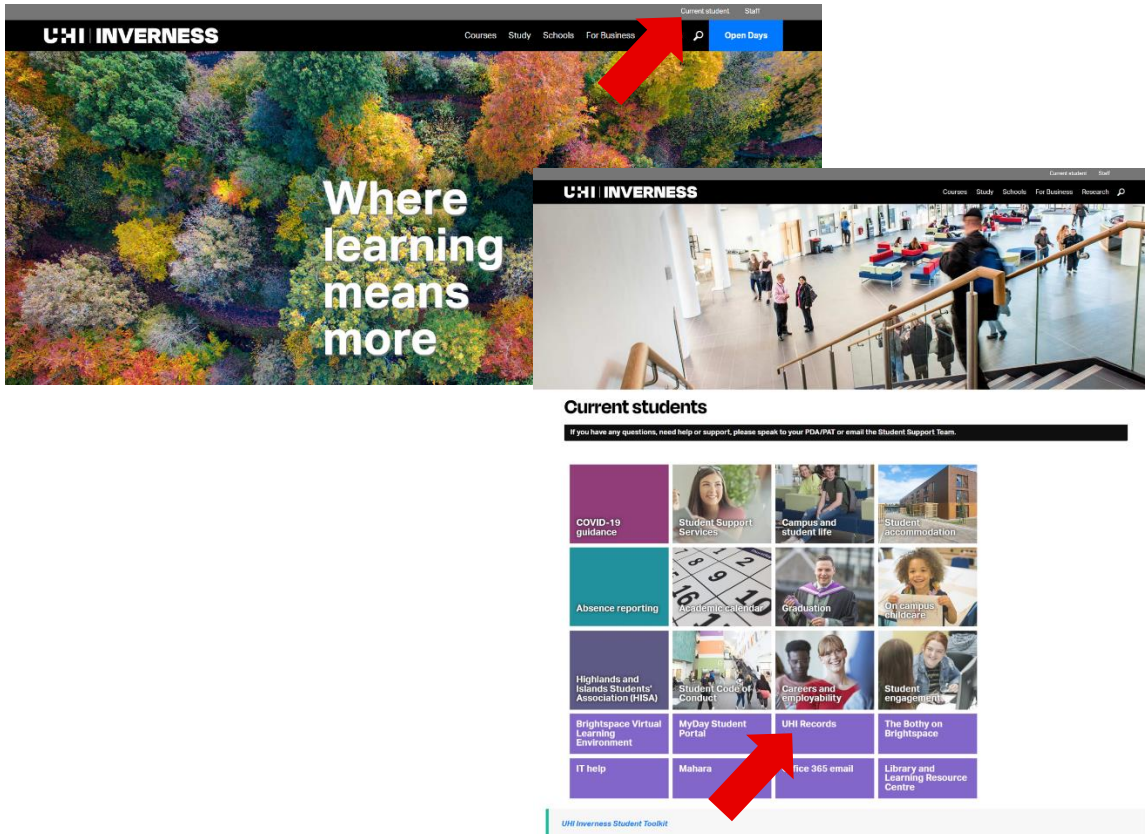 Current student Staff
UHI INVERNESS
Courses Study Schools For Business
Open Days
Where
learning
means
more
Current student Staff
UHI INVERNESS
Courses Study Schools For Business Research
Current students
If you have any questions, need help or support, please speak to your PDA/PAT or email the Student Support Team.
COVID-19
guidance
Student Support
Services
Campus and
student life
Student
accommodation
Absence reporting
Academic calendar
Graduation
On campus
childcare
Highlands and
Islands Students'
Association (HISA)
Student Code of
Conduct
Careers and
employability
Student
engagement
Brightspace Virtual
Learning
Environment
MyDay Student
Portal
UHI Records
The Bothy on
Brightspace
IT help
Mahara
365 email
Library and
Learning Resource
Centre
UHI Inverness Student Toolkit